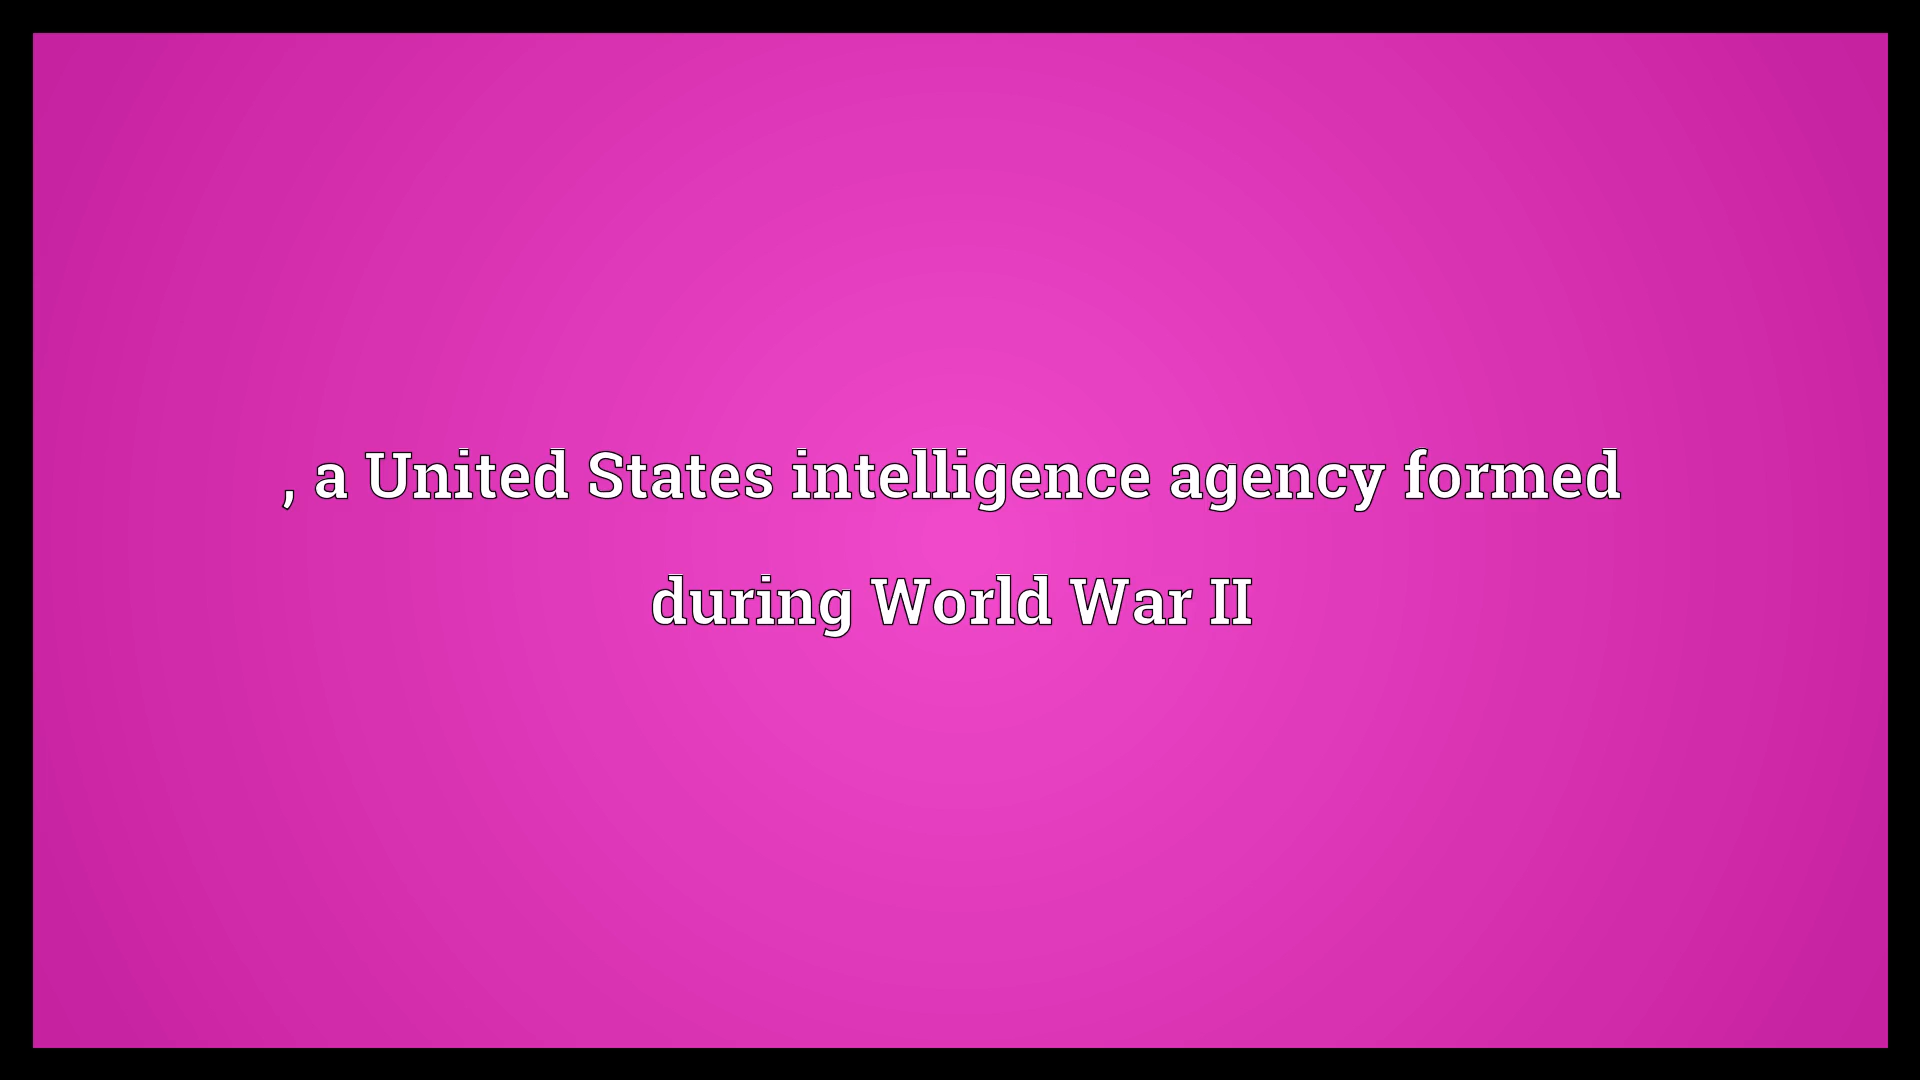 , a United States intelligence agency formed
during World War II